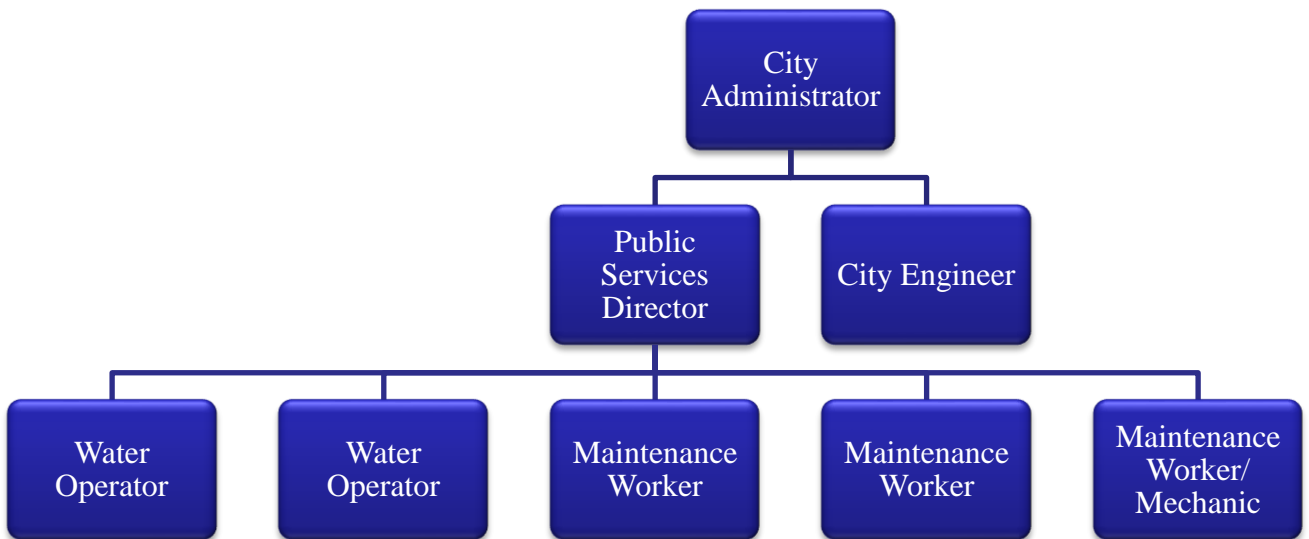 City
Administrator
Public
Services
Director
City Engineer
Water
Operator
Water
Operator
Maintenance
Worker
Maintenance
Worker
Maintenance
Worker/
Mechanic